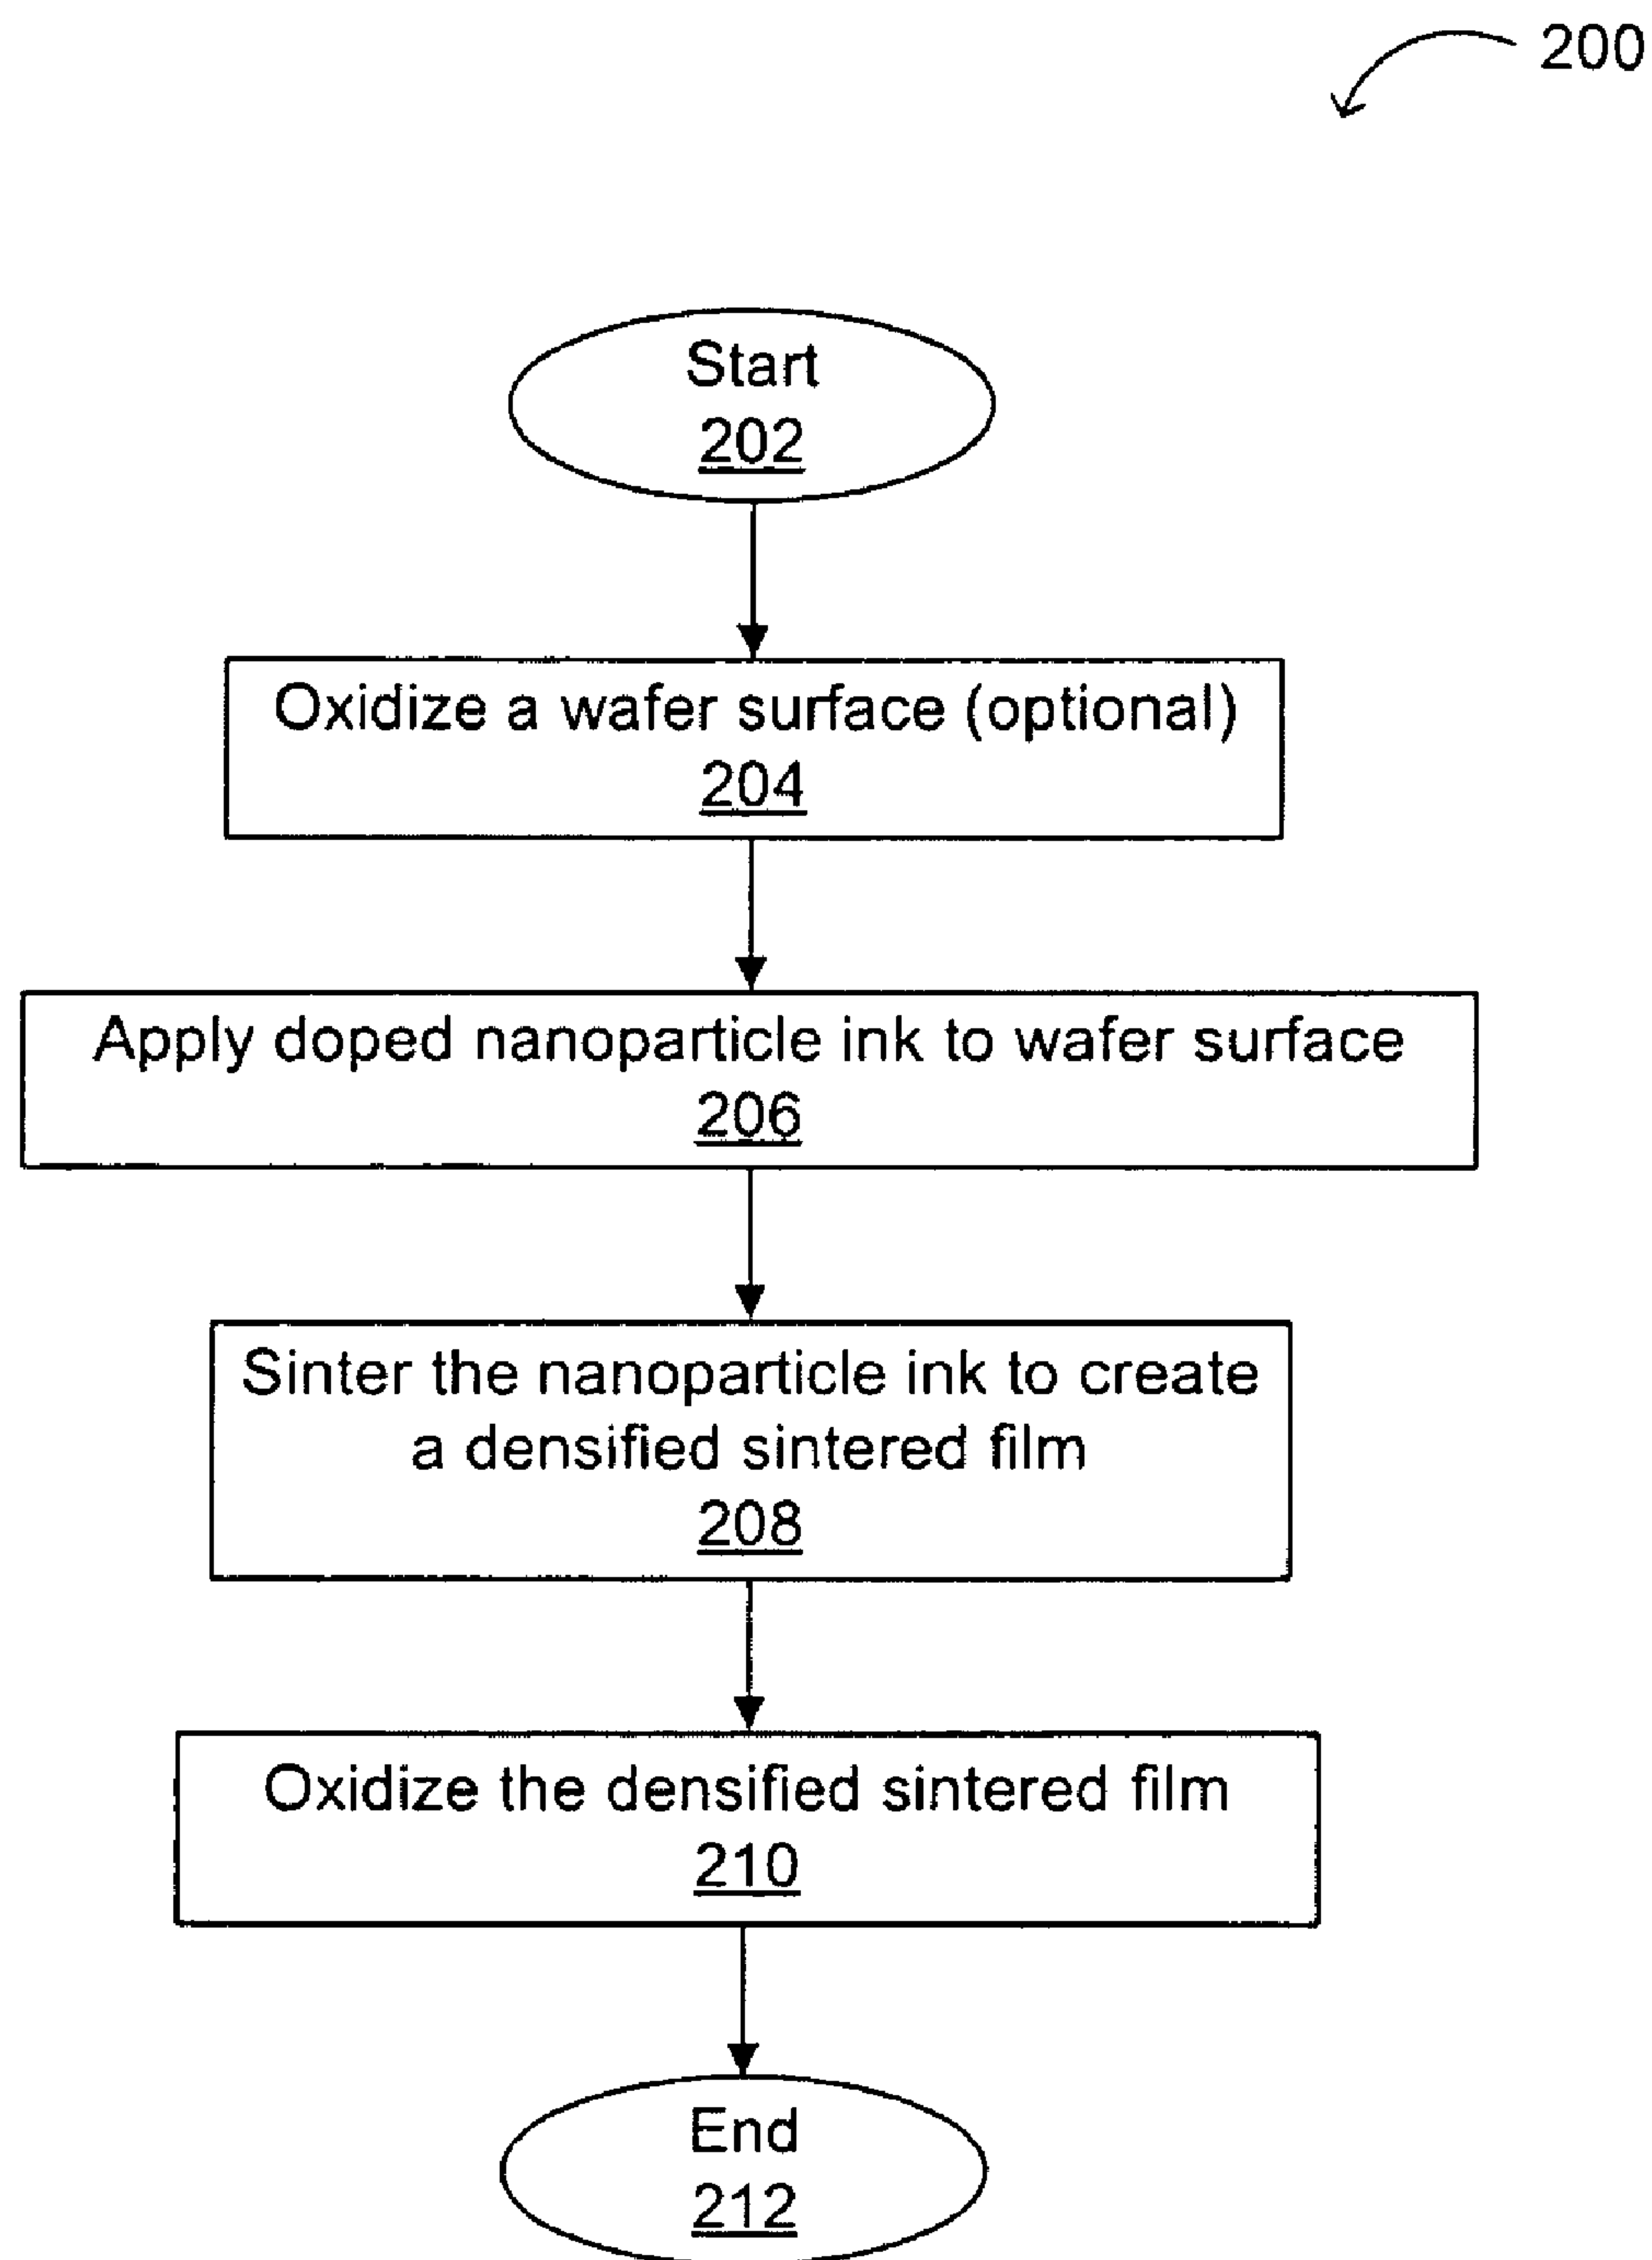 200
Start
202
Oxidize a wafer surface (optional)
204
Apply doped nanoparticle ink to wafer surface
206
Sinter the nanoparticle ink to create
a densified sintered film
208
Oxidize the densified sintered film
210
End
212